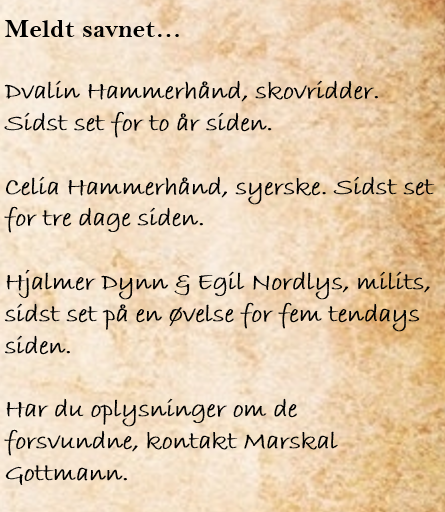 Meldt savnet…
Dvalin Hammerhånd, skovridder.
Sidst set for to år siden.
Celia Hammerhånd, syerske. Sidst set
for tre dage siden.
Hjalmer Dynn & Egil Nordlys, milits,
sidst set på en øvelse for fem tendays
siden.
Har du oplysninger om de
forsvundne, kontakt Marskal
Gottmann.